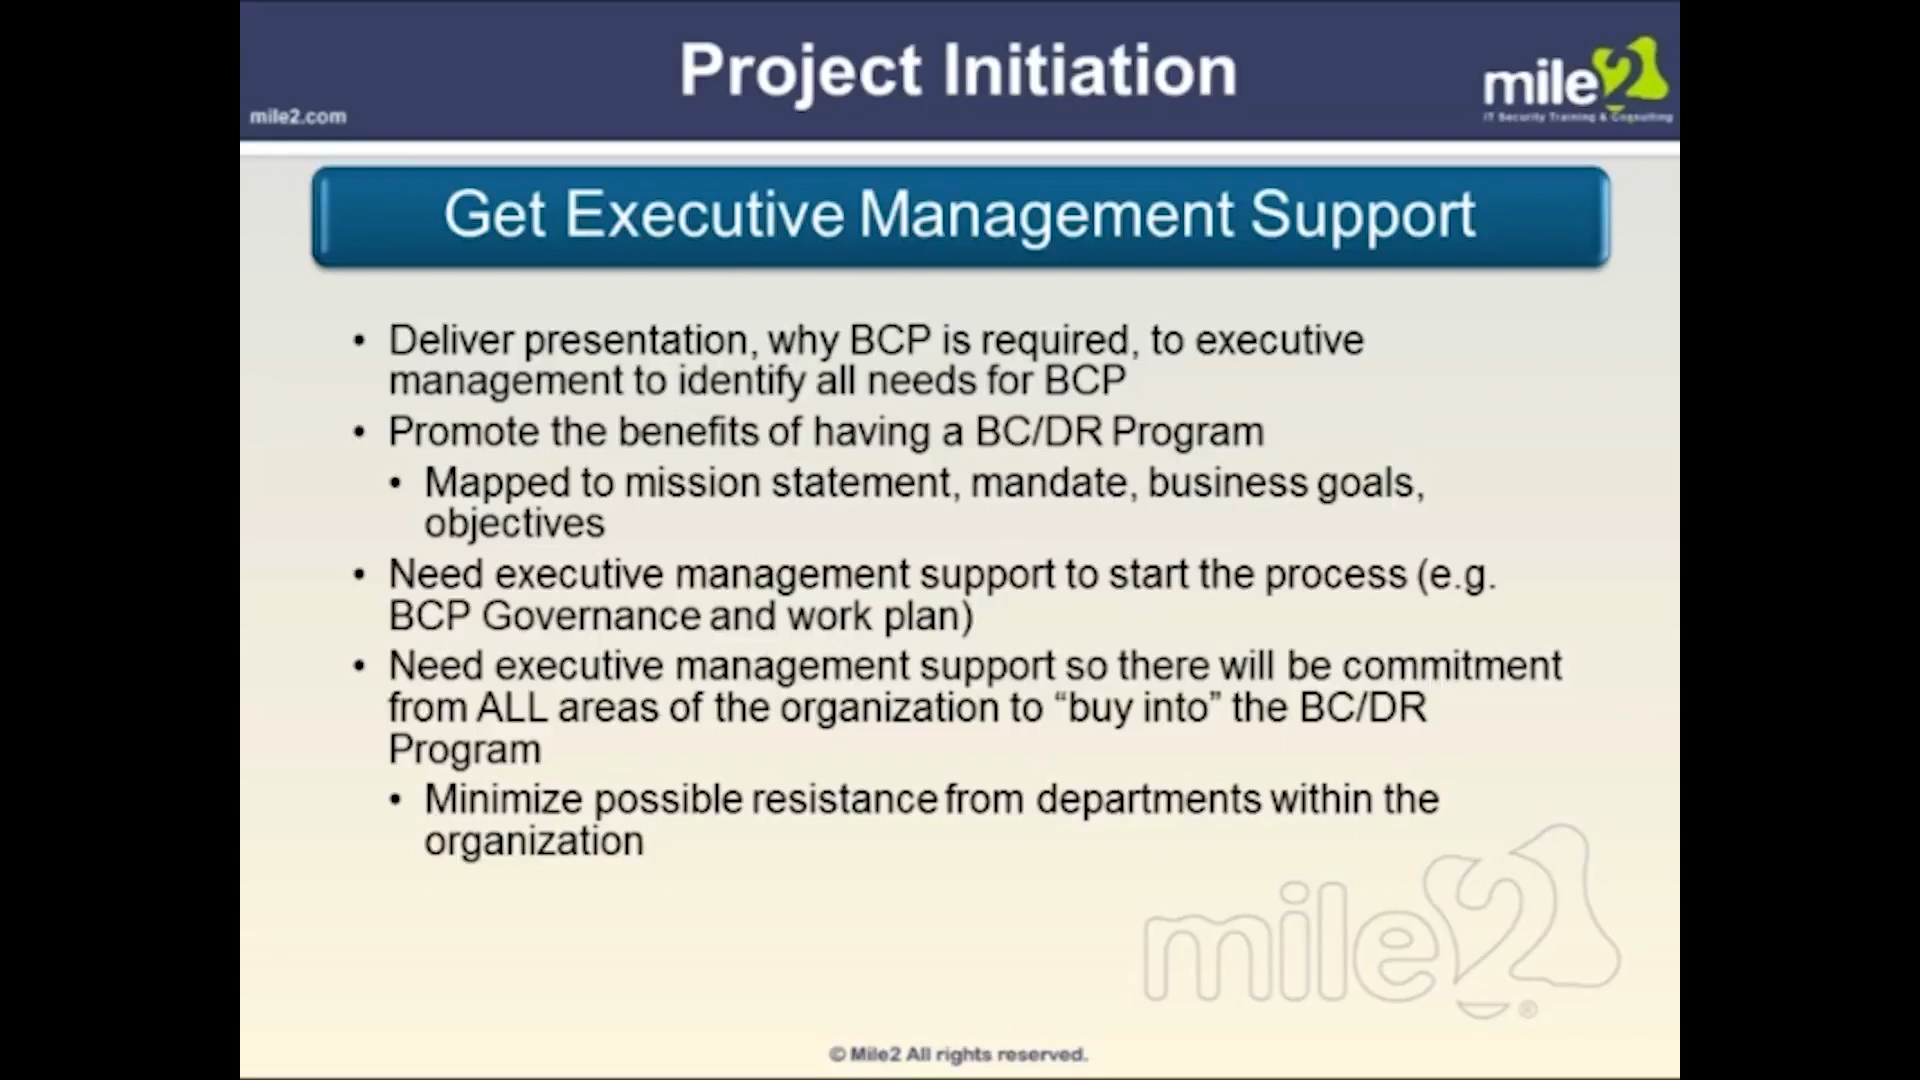 Project Initiation
mile2.com
mile2
IT Security Training & Consulting
Get Executive Management Support
• Deliver presentation, why BCP is required, to executive
management to identify all needs for BCP
• Promote the benefits of having a BC/DR Program
• Mapped to mission statement, mandate, business goals,
objectives
• Need executive management support to start the process (e.g.
BCP Governance and work plan)
• Need executive management support so there will be commitment
from ALL areas of the organization to “buy into” the BC/DR
Program
• Minimize possible resistance from departments within the
organization
mile2®
© Mile2 All rights reserved.